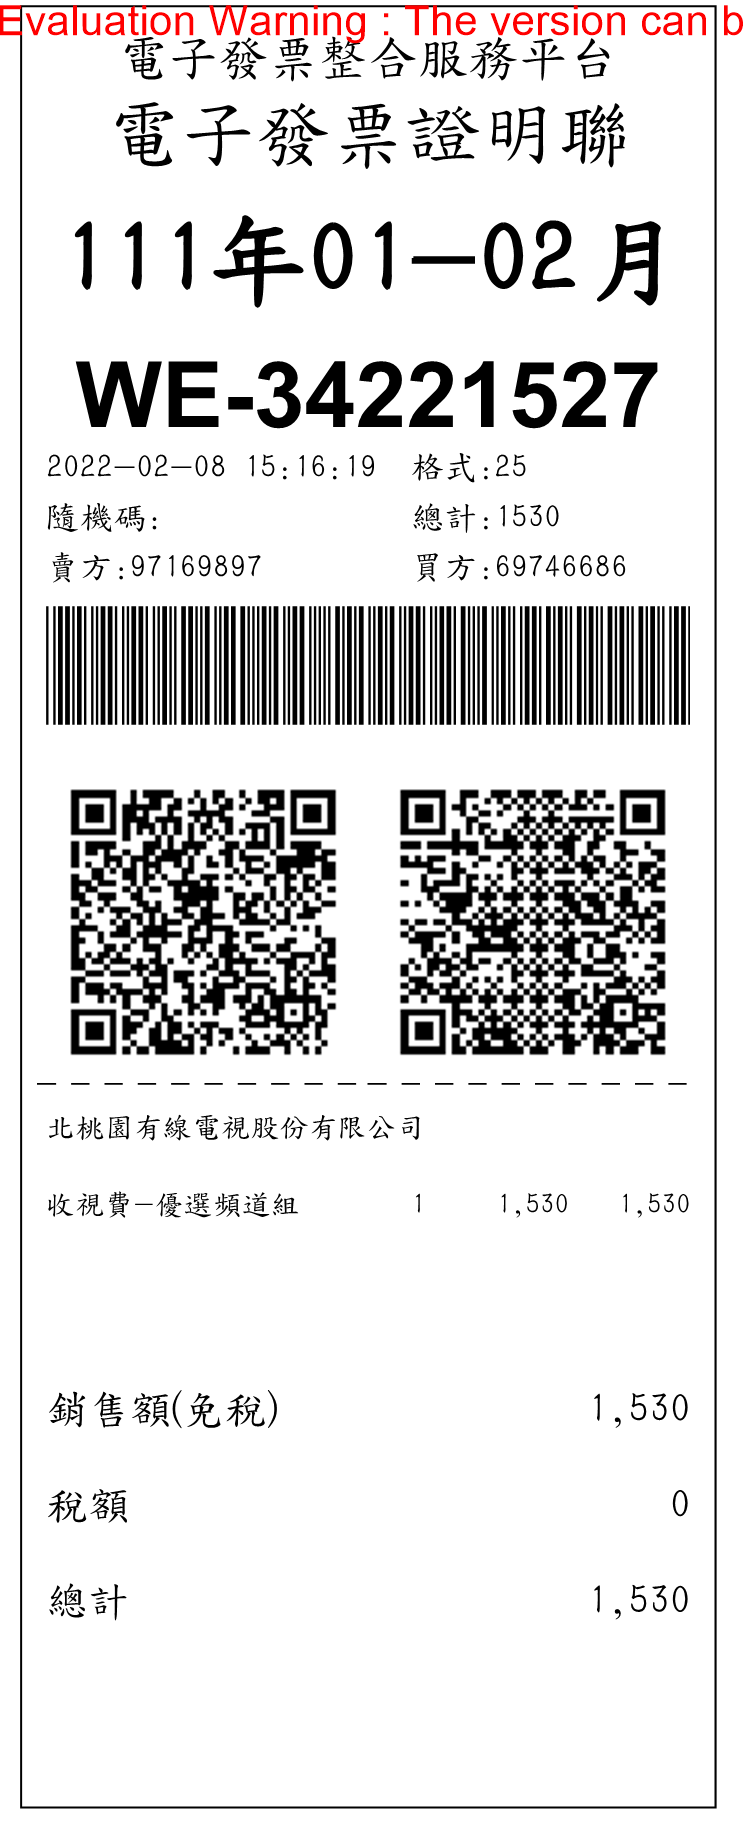 Evaluation Warning : The version can b
電子發票整合服務平台
電子發票證明聯
111年01-02月
WE-34221527
2022-02-08 15:16:19 格式:25
隨機碼: 總計:1530
賣方:97169897 買方:69746686
北桃園有線電視股份有限公司
收視費-優選頻道組 1 1,530 1,530
銷售額(免稅) 1,530
稅額 0
總計 1,530